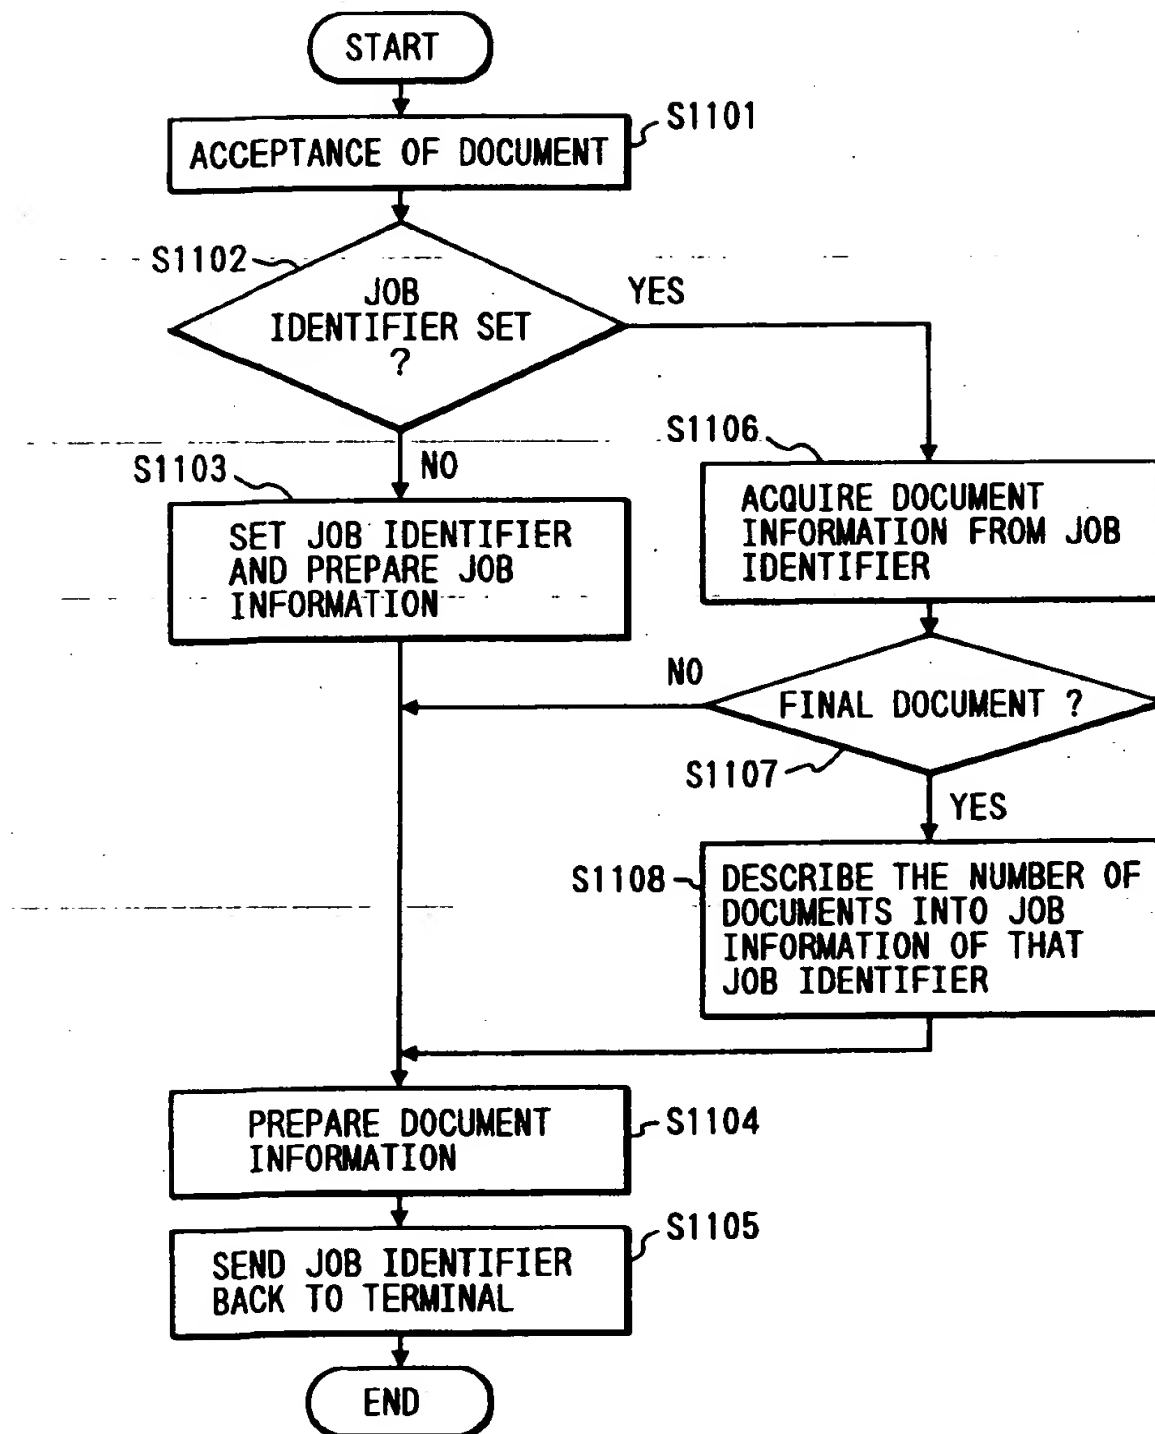 START
S1101
ACCEPTANCE OF DOCUMENT
S1102
JOB
IDENTIFIER SET
?
YES
S1103
NO
SET JOB IDENTIFIER
AND PREPARE JOB
INFORMATION
S1106
ACQUIRE DOCUMENT
INFORMATION FROM JOB
IDENTIFIER
NO
FINAL DOCUMENT ?
S1107
YES
S1108
DESCRIBE THE NUMBER OF
DOCUMENTS INTO JOB
INFORMATION OF THAT
JOB IDENTIFIER
PREPARE DOCUMENT
INFORMATION
S1104
S1105
SEND JOB IDENTIFIER
BACK TO TERMINAL
END